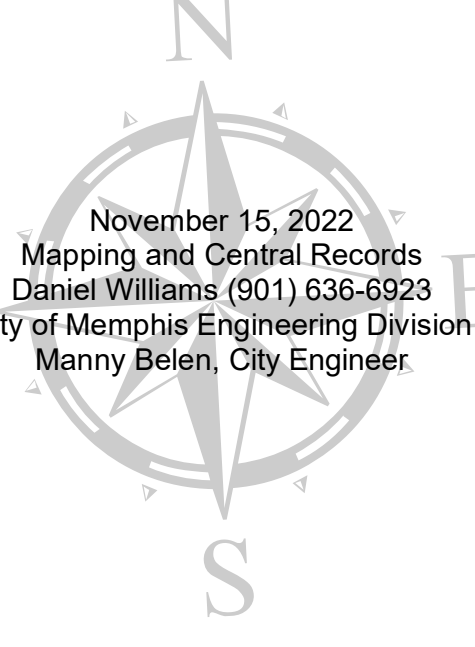 N
November 15, 2022
Mapping and Central Records
Daniel Williams (901) 636-6923
ty of Memphis Engineering Division
Manny Belen, City Engineer
S